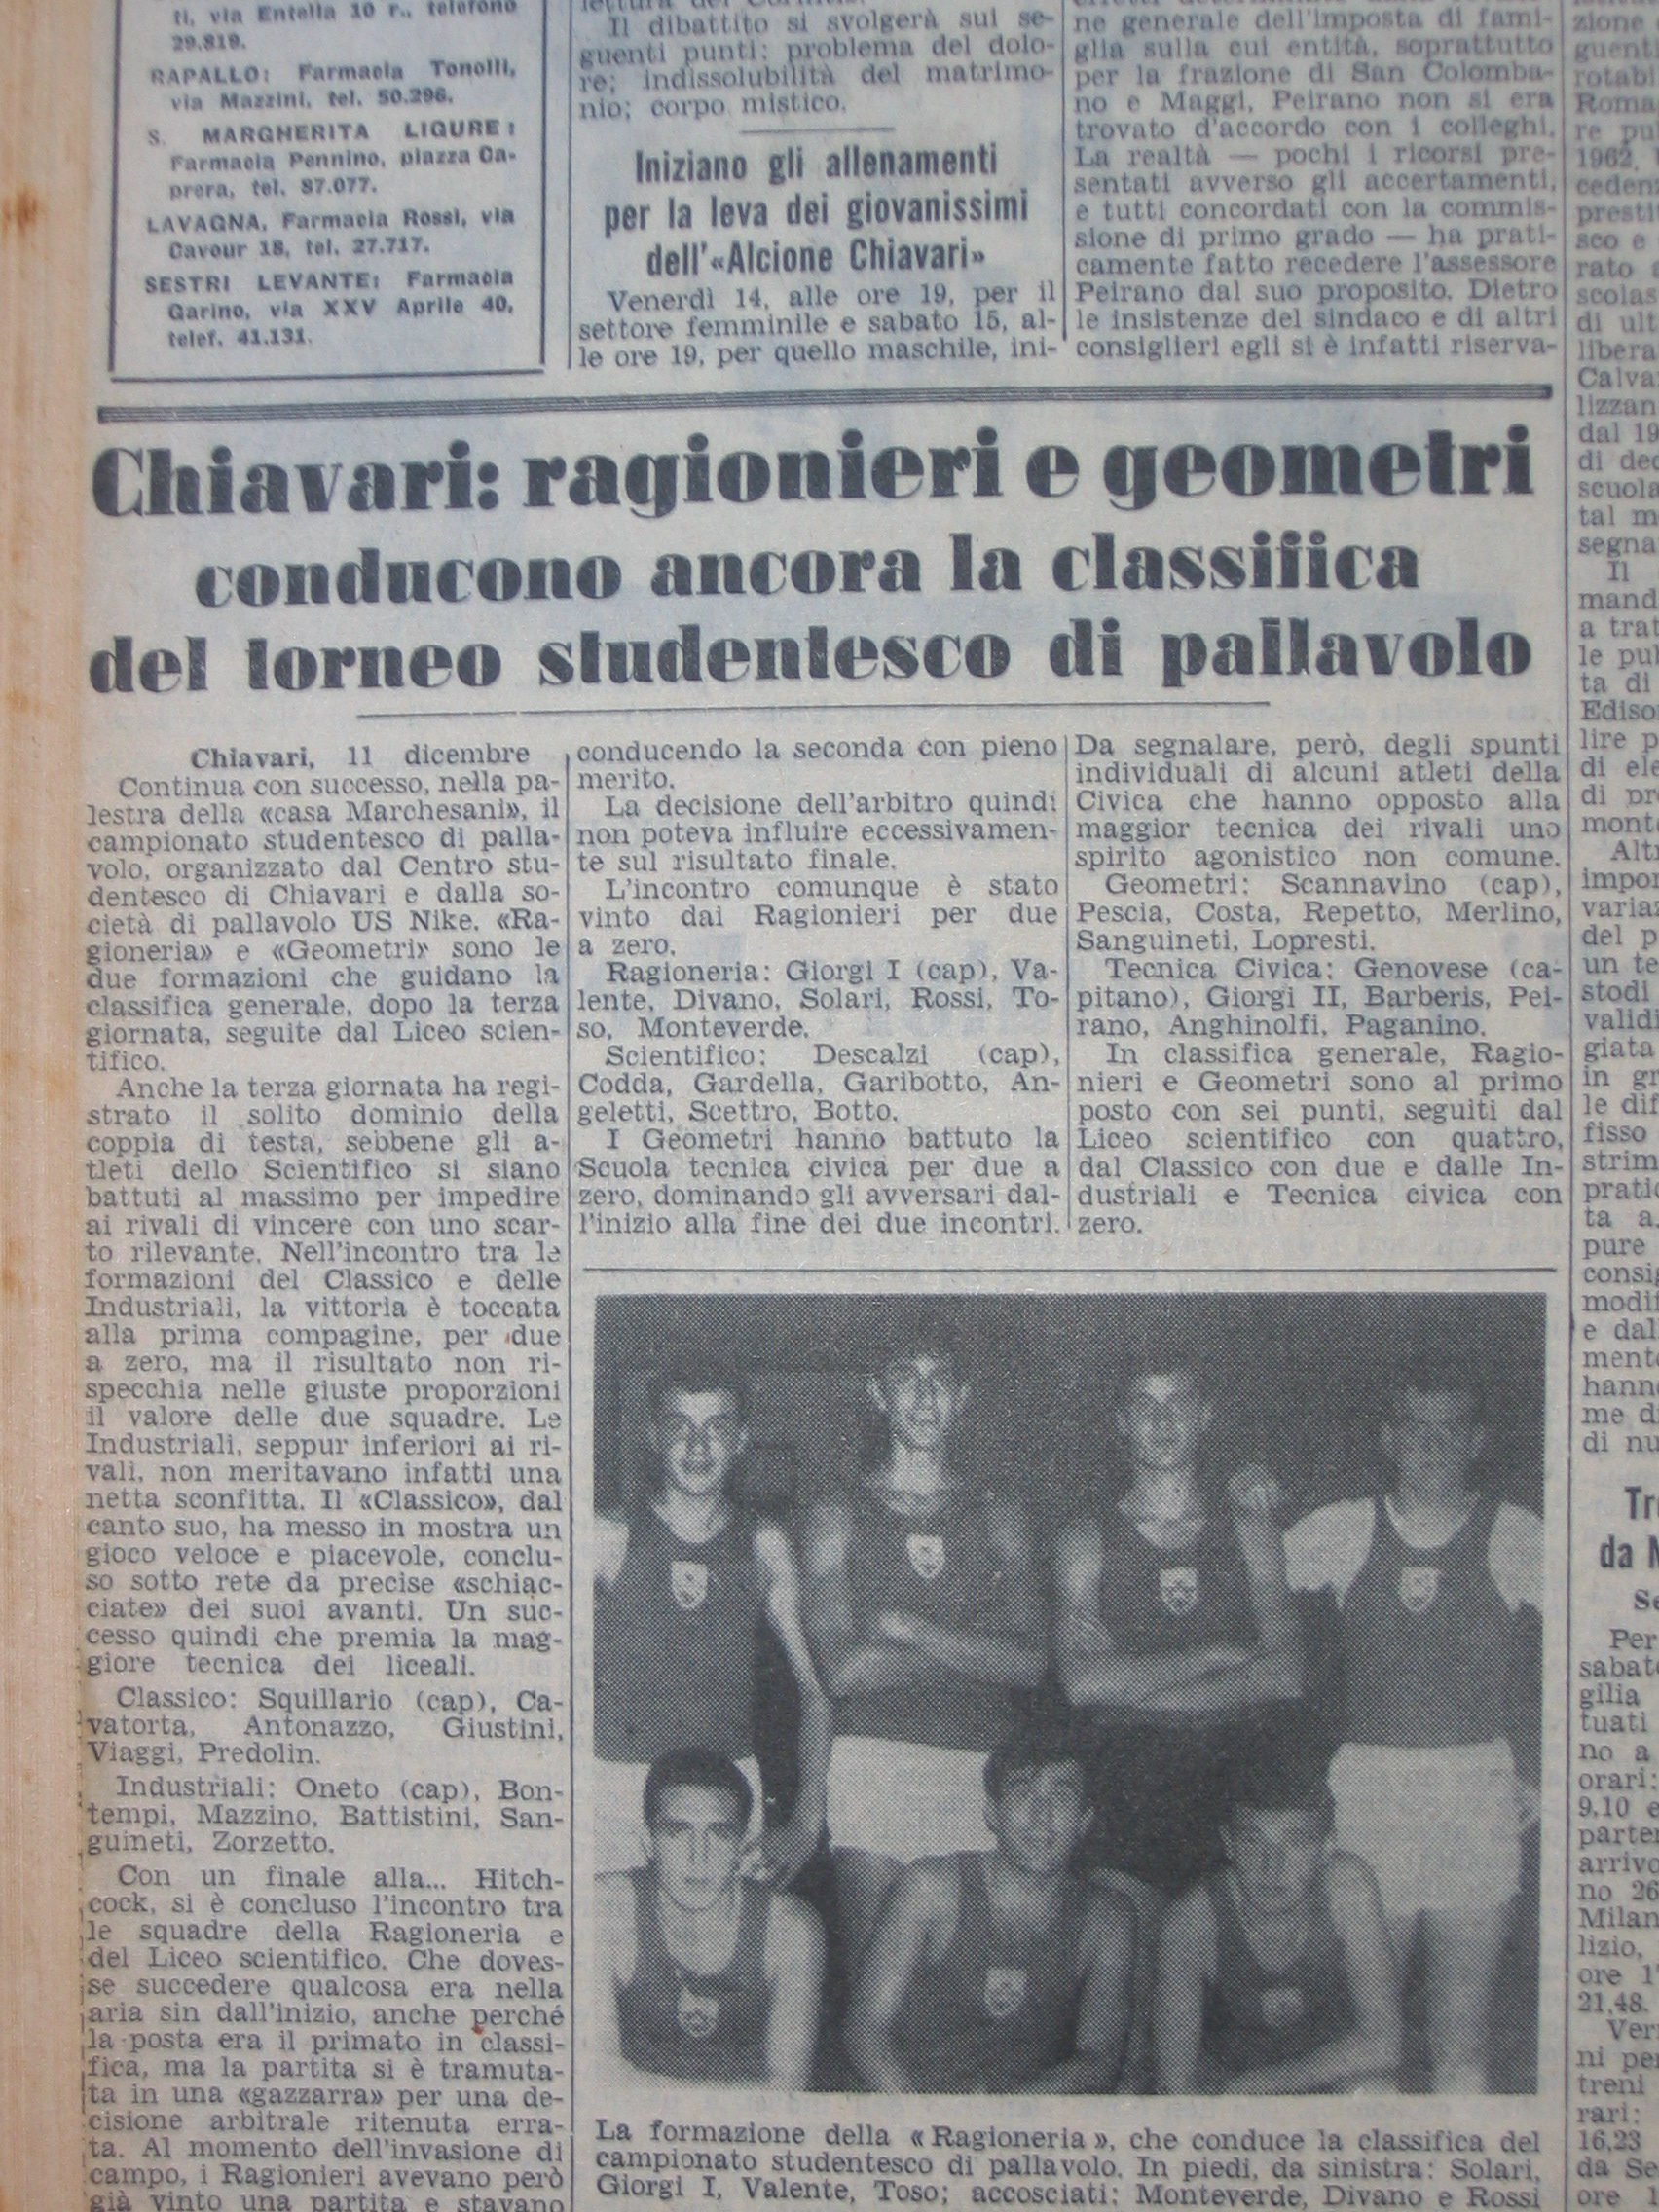 ti, via Entella 10 r., telefono
29.819.
RAPALLO: Farmacia Tonolli,
via Mazzini, tel. 50.296.
S. MARGHERITA LIGURE:
Farmacia Pennino, piazza Ca-
prera, tel. 87.077.
LAVAGNA, Farmacia Rossi, via
Cavour 18, tel. 27.717.
SESTRI LEVANTE: Farmacia
Garino, via XXV Aprile 40,
telef. 41.131.
Il dibattito si svolgerà sui se-
guenti punti: problema del dolo-
re; indissolubilità del matrimo-
nio; corpo mistico.
Iniziano gli allenamenti
per la leva dei giovanissimi
dell'«Alcione Chiavari»
Venerdì 14, alle ore 19, per il
settore femminile e sabato 15, al-
le ore 19, per quello maschile, ini-
ne generale dell'imposta di fami-
glia sulla cui entità, soprattutto
per la frazione di San Colomba-
no e Maggi, Peirano non si era
trovato d'accordo con i colleghi.
La realtà — pochi i ricorsi pre-
sentati avverso gli accertamenti,
e tutti concordati con la commis-
sione di primo grado — ha prati-
camente fatto recedere l'assessore
Peirano dal suo proposito. Dietro
le insistenze del sindaco e di altri
consiglieri egli si è infatti riserva-
Chiavari: ragionieri e geometri
conducono ancora la classifica
del torneo studentesco di pallavolo
Chiavari, 11 dicembre
Continua con successo, nella pa-
lestra della «casa Marchesani», il
campionato studentesco di palla-
volo, organizzato dal Centro stu-
dentesco di Chiavari e dalla so-
cietà di pallavolo US Nike. «Ra-
gioneria» e «Geometri» sono le
due formazioni che guidano la
classifica generale, dopo la terza
giornata, seguite dal Liceo scien-
tifico.
Anche la terza giornata ha regi-
strato il solito dominio della
coppia di testa, sebbene gli a-
tleti dello Scientifico si siano
battuti al massimo per impedire
ai rivali di vincere con uno scar-
to rilevante. Nell'incontro tra le
formazioni del Classico e delle
Industriali, la vittoria è toccata
alla prima compagine, per due
a zero, ma il risultato non ri-
specchia nelle giuste proporzioni
il valore delle due squadre. Le
Industriali, seppur inferiori ai ri-
vali, non meritavano infatti una
netta sconfitta. Il «Classico», dal
canto suo, ha messo in mostra un
gioco veloce e piacevole, conclu-
so sotto rete da precise «schiac-
ciate» dei suoi avanti. Un suc-
cesso quindi che premia la mag-
giore tecnica dei liceali.
Classico: Squillario (cap), Ca-
vatorta, Antonazzo, Giustini,
Viaggi, Predolin.
Industriali: Oneto (cap), Bon-
tempi, Mazzino, Battistini, San-
guineti, Zorzetto.
Con un finale alla... Hitch-
cock, si è concluso l'incontro tra
le squadre della Ragioneria e
del Liceo scientifico. Che doves-
se succedere qualcosa era nella
aria sin dall'inizio, anche perché
la posta era il primato in classi-
fica, ma la partita si è tramuta-
ta in una «gazzarra» per una de-
cisione arbitrale ritenuta erra-
ta. Al momento dell'invasione di
campo, i Ragionieri avevano però
già vinto una partita e stavano
conducendo la seconda con pieno
merito.
La decisione dell'arbitro quindi
non poteva influire eccessivamen-
te sul risultato finale.
L'incontro comunque è stato
vinto dai Ragionieri per due
a zero.
Ragioneria: Giorgi I (cap), Va-
lente, Divano, Solari, Rossi, To-
so, Monteverde.
Scientifico: Descalzi (cap),
Codda, Gardella, Garibotto, An-
geletti, Scettro, Botto.
I Geometri hanno battuto la
Scuola tecnica civica per due a
zero, dominando gli avversari dal-
l'inizio alla fine dei due incontri.
Da segnalare, però, degli spunti
individuali di alcuni atleti della
Civica che hanno opposto alla
maggior tecnica dei rivali uno
spirito agonistico non comune.
Geometri: Scannavino (cap),
Pescia, Costa, Repetto, Merlino,
Sanguineti, Lopresti.
Tecnica Civica: Genovese (ca-
pitano), Giorgi II, Barberis, Pei-
rano, Anghinolfi, Paganino.
In classifica generale, Ragio-
nieri e Geometri sono al primo
posto con sei punti, seguiti dal
Liceo scientifico con quattro,
dal Classico con due e dalle In-
dustriali e Tecnica civica con
zero.
La formazione della «Ragioneria», che conduce la classifica del
campionato studentesco di pallavolo. In piedi, da sinistra: Solari,
Giorgi I, Valente, Toso; accosciati: Monteverde, Divano e Rossi